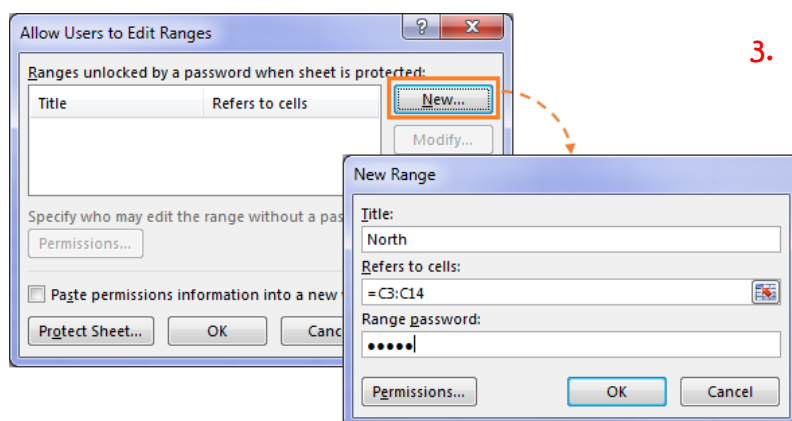 Allow Users to Edit Ranges
?
3.
Ranges unlocked by a password when sheet is protected:
Title Refers to cells
New...
Modify...
Specify who may edit the range without a pas
Permissions...
Paste permissions information into a new
Protect Sheet... OK Canc
New Range
Title:
North
Refers to cells:
=C3:C14
Range password:
•••••
Permissions... OK Cancel